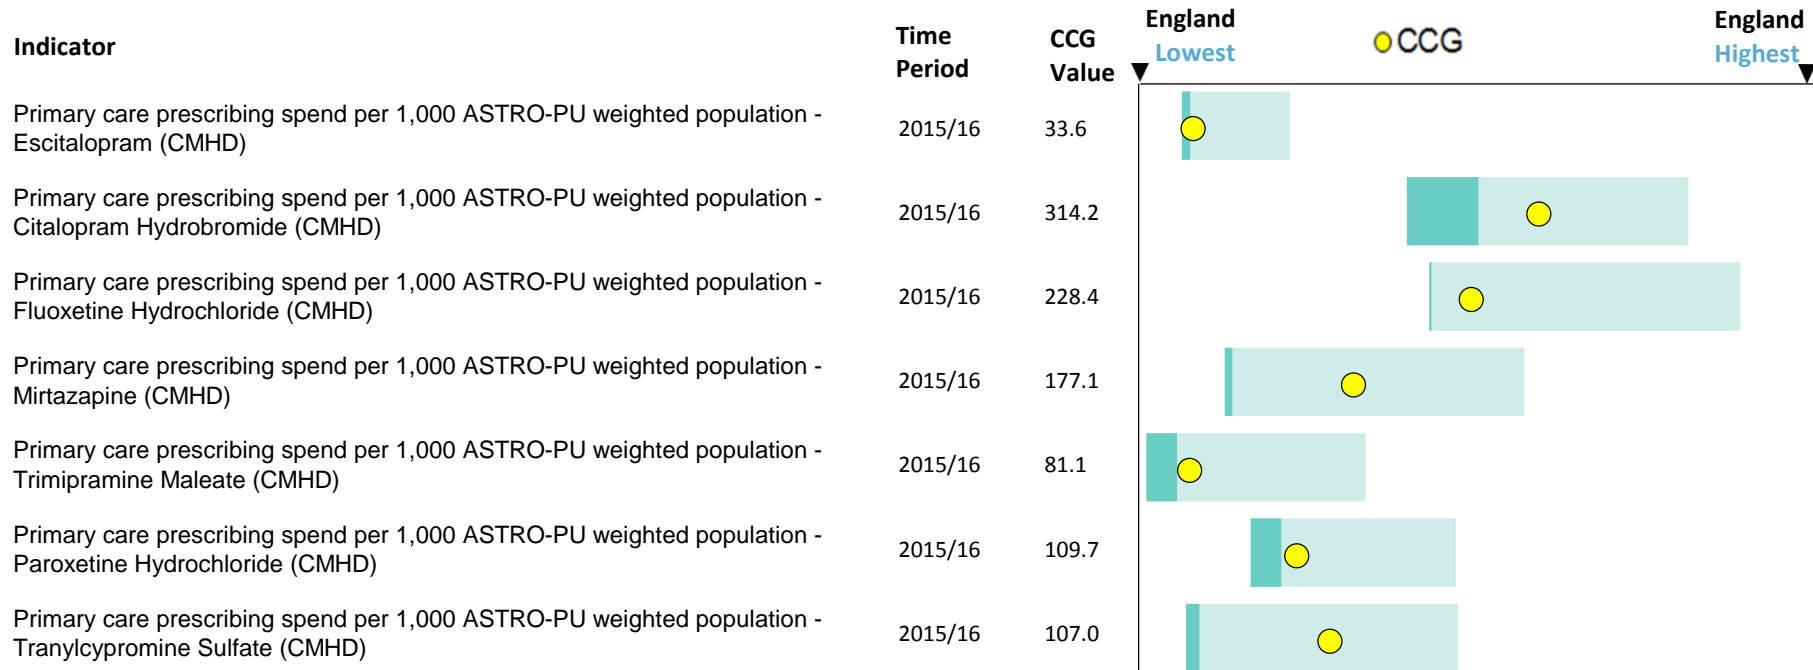 Indicator
Time
Period
CCG
Value
England
Lowest
CCG
England
Highest
Primary care prescribing spend per 1,000 ASTRO-PU weighted population -
Escitalopram (CMHD)
2015/16
33.6
Primary care prescribing spend per 1,000 ASTRO-PU weighted population -
Citalopram Hydrobromide (CMHD)
2015/16
314.2
Primary care prescribing spend per 1,000 ASTRO-PU weighted population -
Fluoxetine Hydrochloride (CMHD)
2015/16
228.4
Primary care prescribing spend per 1,000 ASTRO-PU weighted population -
Mirtazapine (CMHD)
2015/16
177.1
Primary care prescribing spend per 1,000 ASTRO-PU weighted population -
Trimipramine Maleate (CMHD)
2015/16
81.1
Primary care prescribing spend per 1,000 ASTRO-PU weighted population -
Paroxetine Hydrochloride (CMHD)
2015/16
109.7
Primary care prescribing spend per 1,000 ASTRO-PU weighted population -
Tranylcypromine Sulfate (CMHD)
2015/16
107.0